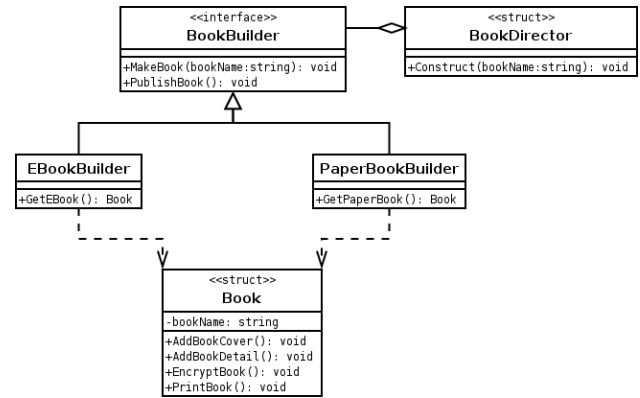 <<interface>>
BookBuilder
+MakeBook(bookName:string): void
+PublishBook(): void
<<struct>>
BookDirector
+Construct(bookName:string): void
EBookBuilder
+GetEBook(): Book
PaperBookBuilder
+GetPaperBook(): Book
<<struct>>
Book
-bookName: string
+AddBookCover(): void
+AddBookDetail(): void
+EncryptBook(): void
+PrintBook(): void